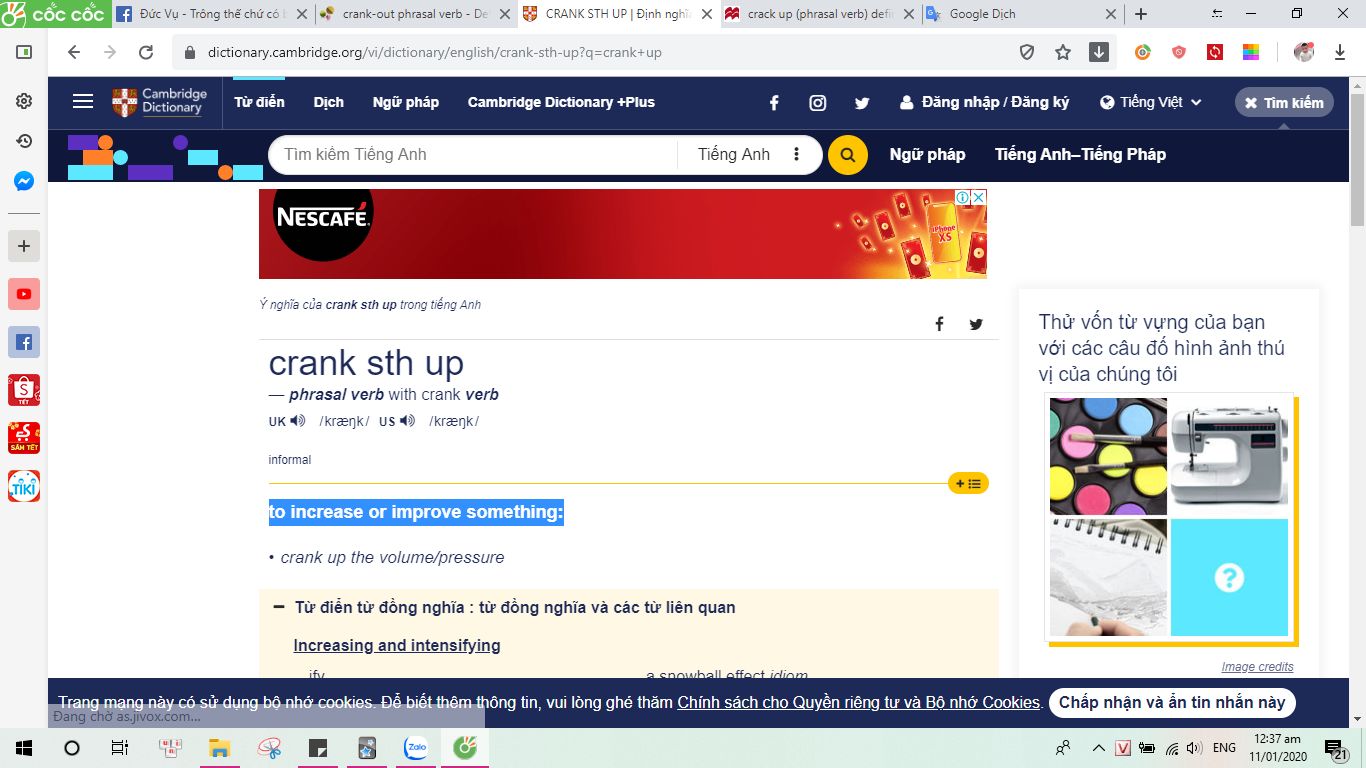 cốc cốc
Đức Vụ - Trông thế chứ có b
crank-out phrasal verb - De
CRANK STH UP | Định nghĩ
crack up (phrasal verb) defi
Google Dịch
dictionary.cambridge.org/vi/dictionary/english/crank-sth-up?q=crank+up
Cambridge
Dictionary
Từ điển
Dịch
Ngữ pháp
Cambridge Dictionary +Plus
Đăng nhập / Đăng ký
Tiếng Việt
Tìm kiếm
Tìm kiếm Tiếng Anh
Tiếng Anh
Ngữ pháp
Tiếng Anh–Tiếng Pháp
NESCAFÉ.
iPhone
XS
Ý nghĩa của crank sth up trong tiếng Anh
crank sth up
— phrasal verb with crank verb
UK /kræŋk/ US /kræŋk/
informal
to increase or improve something:
• crank up the volume/pressure
Từ điển từ đồng nghĩa : từ đồng nghĩa và các từ liên quan
Increasing and intensifying
a snowball effect idiom
Thử vốn từ vựng của bạn
với các câu đố hình ảnh thú
vị của chúng tôi
?
Image credits
Trang mạng này có sử dụng bộ nhớ cookies. Để biết thêm thông tin, vui lòng ghé thăm Chính sách cho Quyền riêng tư và Bộ nhớ Cookies.
Chấp nhận và ẩn tin nhắn này
Đang chờ as.jivox.com...
TẾT
SẮM TẾT
TIKI
Zalo
V
ENG
12:37 am
11/01/2020
21